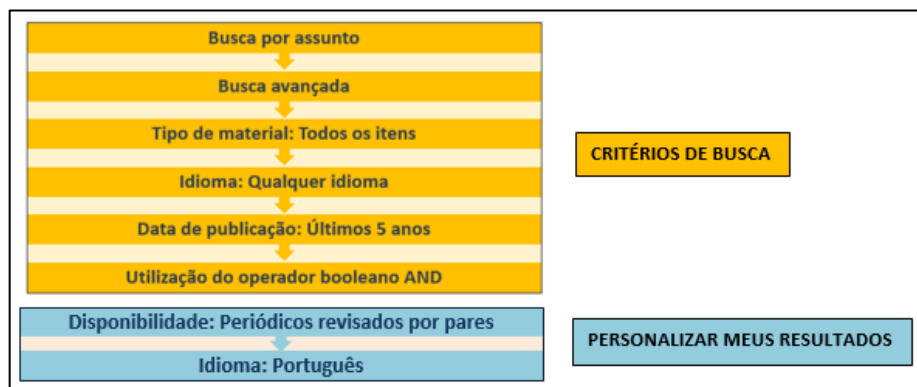 Busca por assunto
Busca avançada
Tipo de material: Todos os itens
Idioma: Qualquer idioma
Data de publicação: Últimos 5 anos
Utilização do operador booleano AND
CRITÉRIOS DE BUSCA
Disponibilidade: Periódicos revisados por pares
Idioma: Português
PERSONALIZAR MEUS RESULTADOS